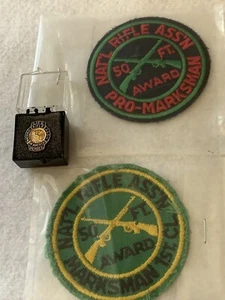 NAT'L RIFLE ASS'N
50 FT.
AWARD
PRO-MARKSMAN
NAT'L RIFLE ASS'N
50 FT.
AWARD
MARKSMAN 1ST CL.